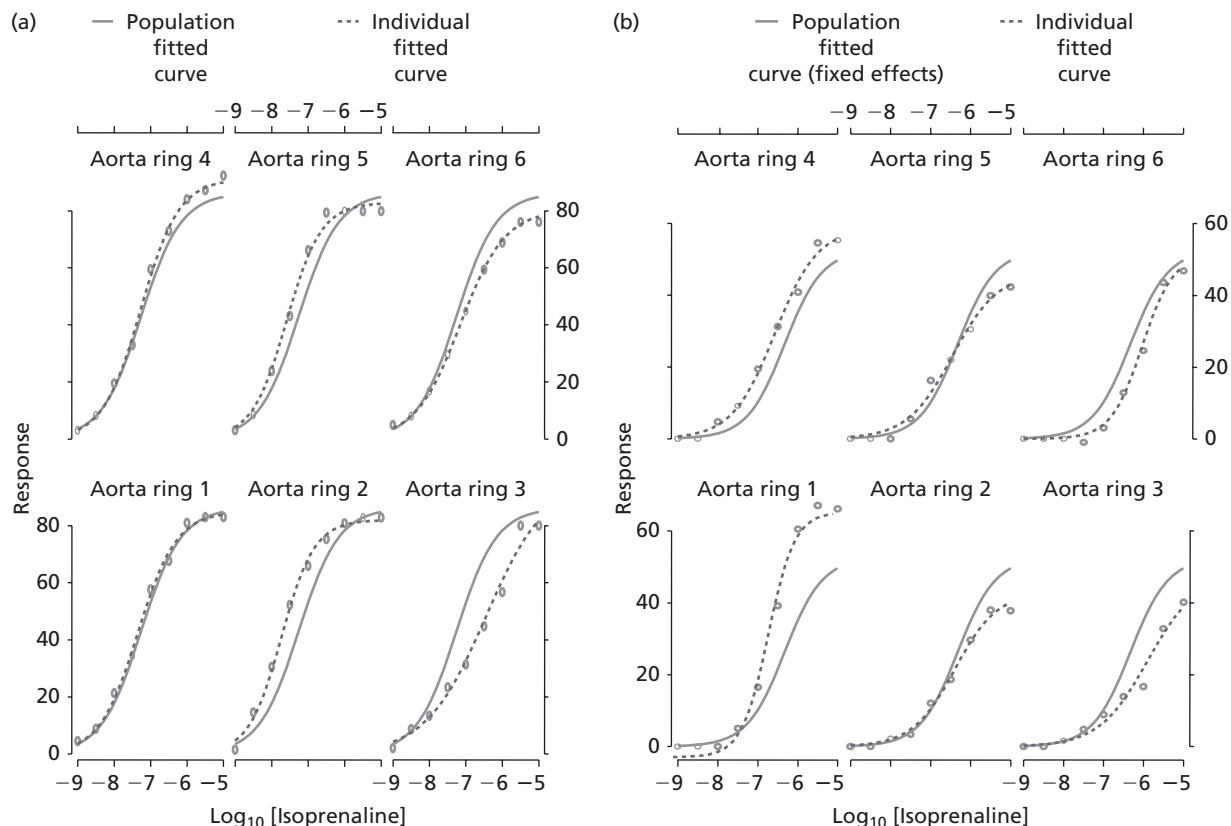 (a)
— Population fitted curve
--- Individual fitted curve
−9 −8 −7 −6 −5
Aorta ring 4 Aorta ring 5 Aorta ring 6
80
60
40
20
0
Response
Aorta ring 1 Aorta ring 2 Aorta ring 3
80
60
40
20
0
−9 −8 −7 −6 −5 −9 −8 −7 −6 −5
Log10 [Isoprenaline]
(b)
— Population fitted curve (fixed effects)
--- Individual fitted curve
−9 −8 −7 −6 −5
Aorta ring 4 Aorta ring 5 Aorta ring 6
60
40
20
0
Response
Aorta ring 1 Aorta ring 2 Aorta ring 3
60
40
20
0
−9 −8 −7 −6 −5 −9 −8 −7 −6 −5
Log10 [Isoprenaline]